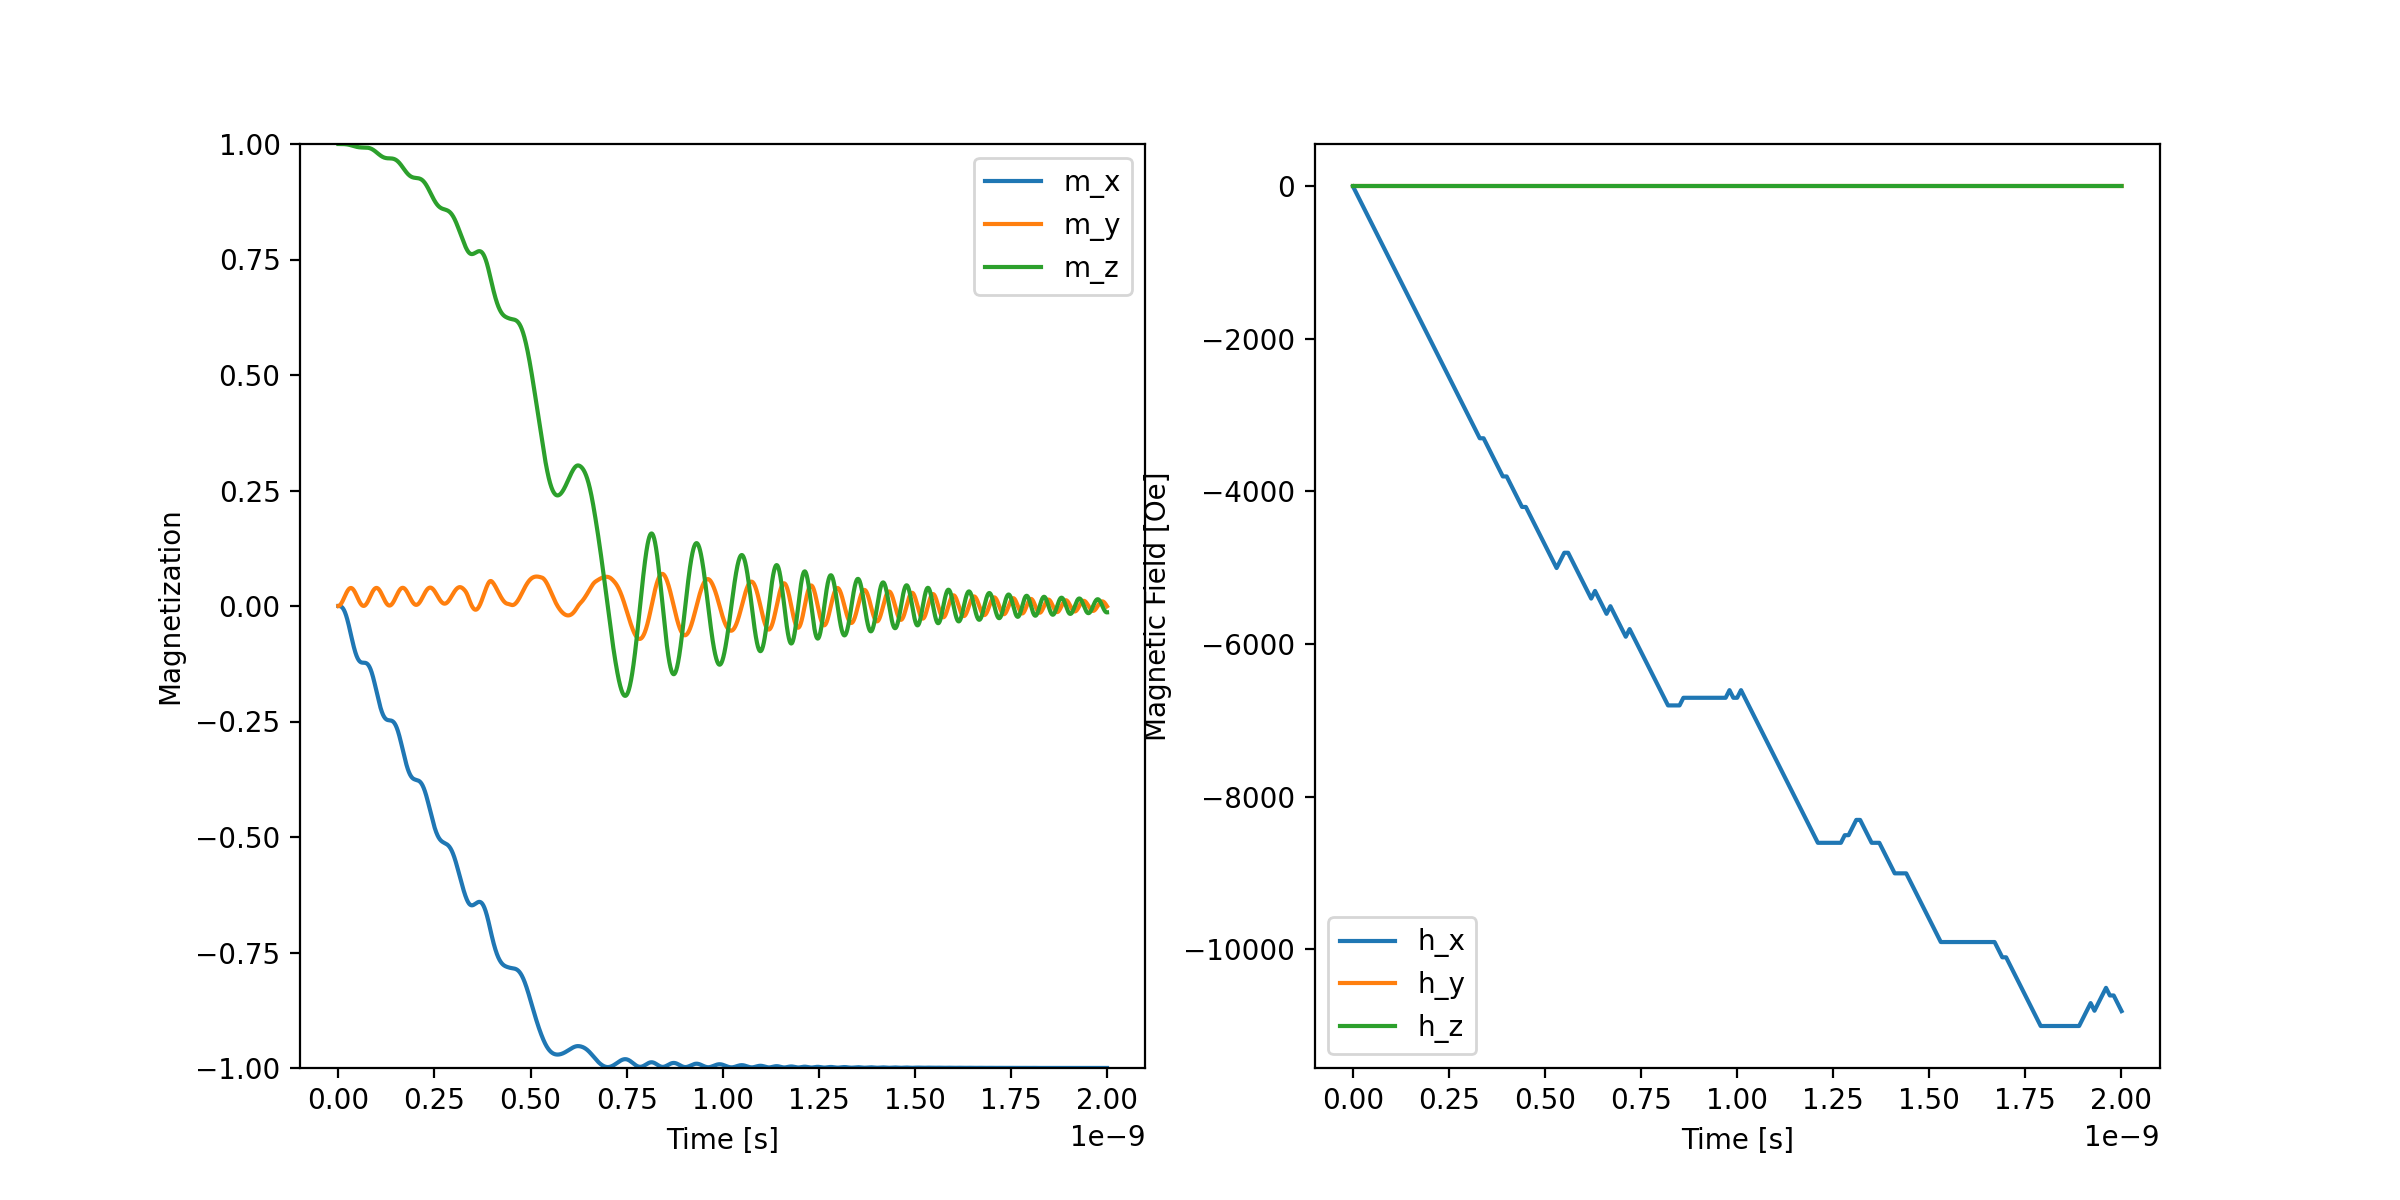 Magnetization
1.00
0.75
0.50
0.25
0.00
−0.25
−0.50
−0.75
−1.00
m_x
m_y
m_z
0.00 0.25 0.50 0.75 1.00 1.25 1.50 1.75 2.00
1e−9
Time [s]
Magnetic Field [Oe]
0
−2000
−4000
−6000
−8000
−10000
h_x
h_y
h_z
0.00 0.25 0.50 0.75 1.00 1.25 1.50 1.75 2.00
1e−9
Time [s]